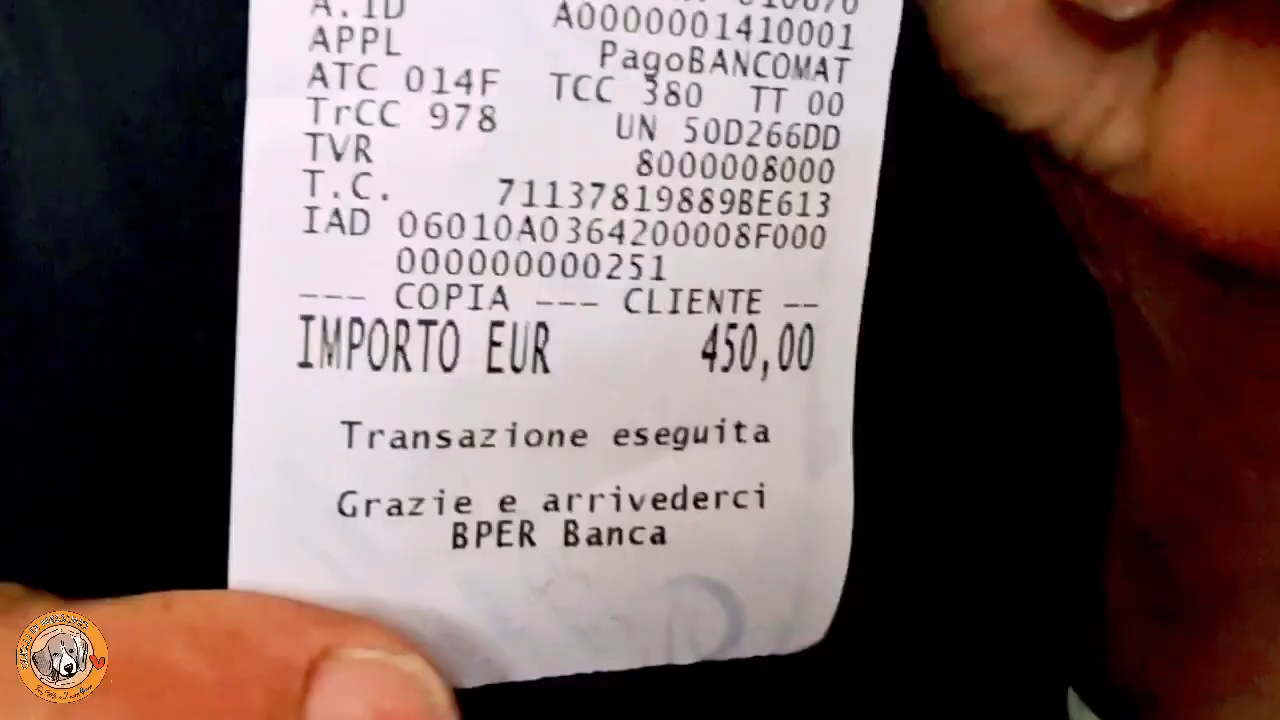 A.ID
A0000001410001
APPL PagoBANCOMAT
ATC 014F TCC 380 TT 00
TrCC 978 UN 50D266DD
TVR 8000008000
T.C. 71137819889BE613
IAD 06010A0364200008F000
000000000251
--- COPIA --- CLIENTE --
IMPORTO EUR 450,00
Transazione eseguita
Grazie e arrivederci
BPER Banca